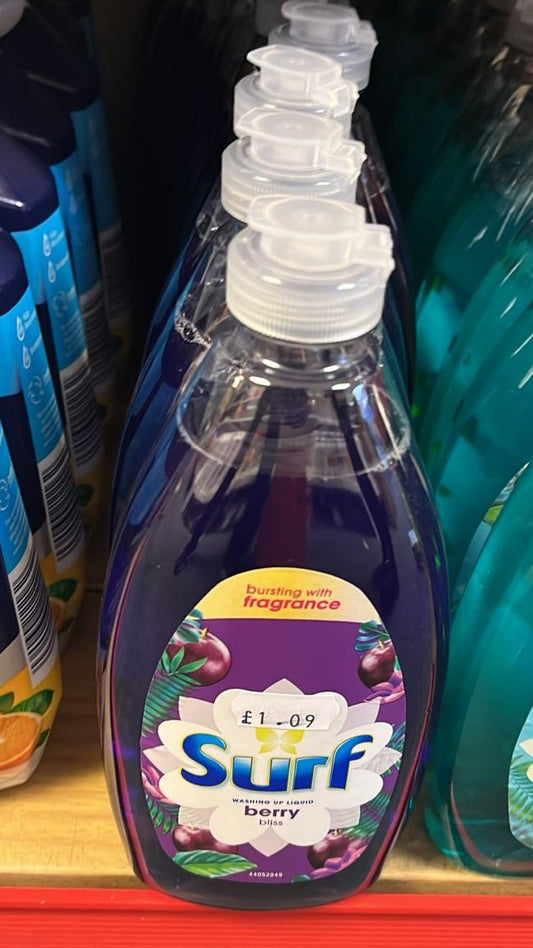 bursting with
fragrance
£1.09
Surf
WASHING UP LIQUID
berry
bliss
44052049